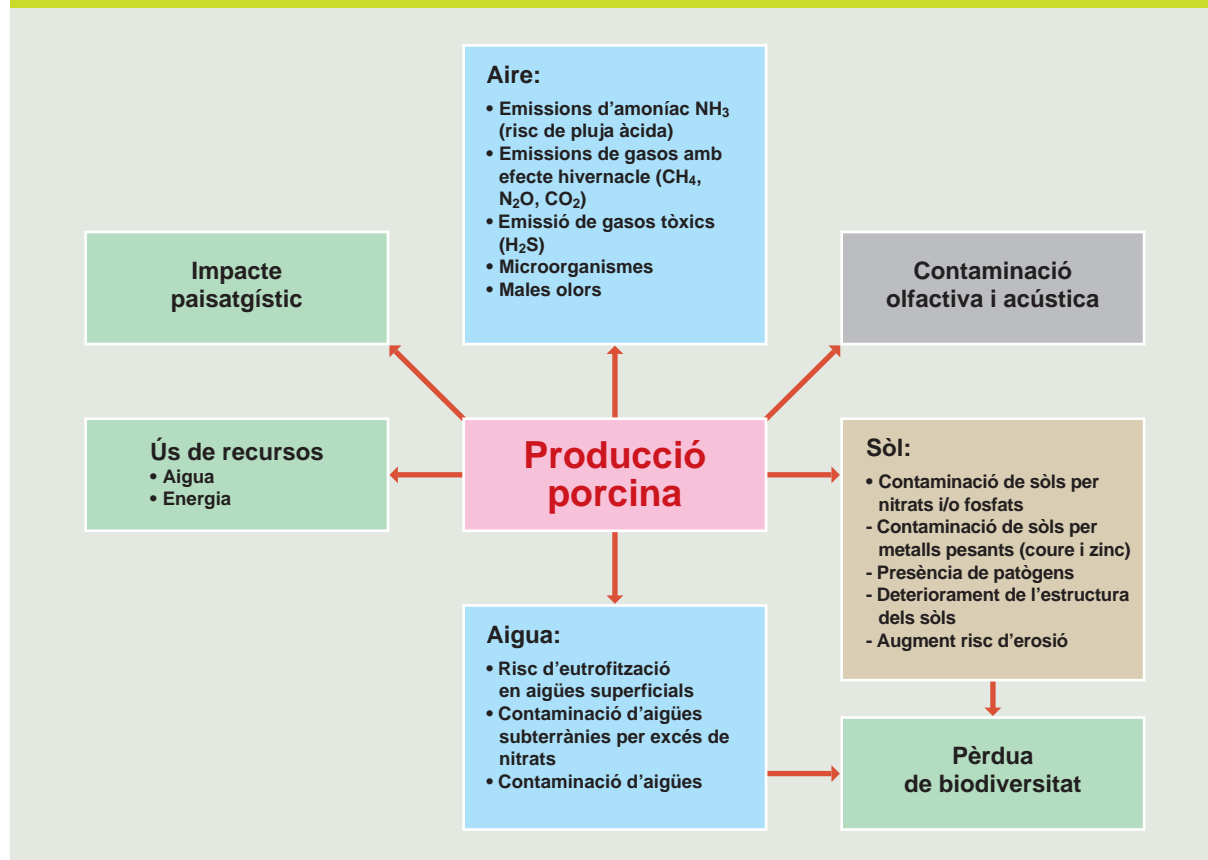 Aire:
• Emissions d'amoníac NH₃
(risc de pluja àcida)
• Emissions de gasos amb
efecte hivernacle (CH₄,
N₂O, CO₂)
• Emissió de gasos tòxics
(H₂S)
• Microorganismes
• Males olors
Impacte
paisatgístic
Contaminació
olfactiva i acústica
Ús de recursos
• Aigua
• Energia
Producció
porcina
Sòl:
• Contaminació de sòls per
nitrats i/o fosfats
- Contaminació de sòls per
metalls pesants (coure i zinc)
- Presència de patògens
- Deteriorament de l'estructura
dels sòls
- Augment risc d'erosió
Aigua:
• Risc d'eutrofització
en aigües superficials
• Contaminació d'aigües
subterrànies per excés de
nitrats
• Contaminació d'aigües
Pèrdua
de biodiversitat